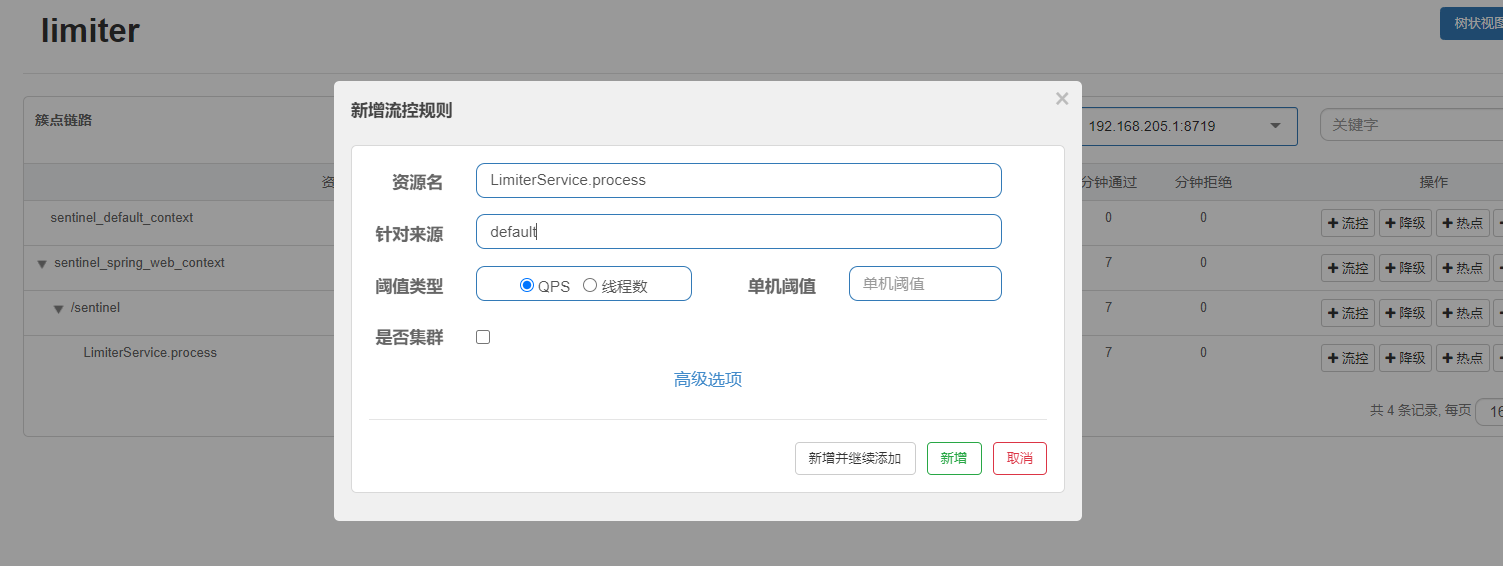 limiter
树状视图
簇点链路
192.168.205.1:8719
关键字
分钟通过 分钟拒绝 操作
sentinel_default_context 0 0 流控 降级 热点
sentinel_spring_web_context 7 0 流控 降级 热点
/sentinel 7 0 流控 降级 热点
LimiterService.process 7 0 流控 降级 热点
共 4 条记录, 每页 16
新增流控规则 ×
资源名 LimiterService.process
针对来源 default
阈值类型 QPS 线程数 单机阈值 单机阈值
是否集群
高级选项
新增并继续添加 新增 取消